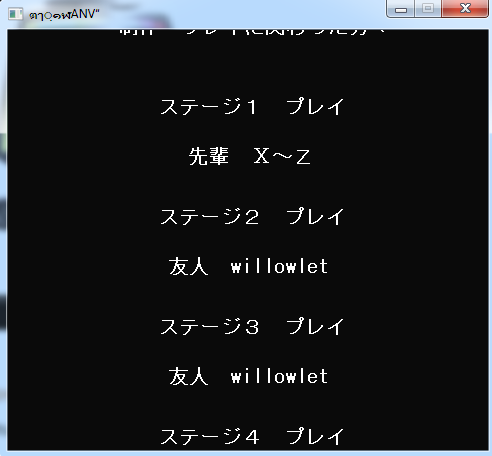 ステージ１　プレイ
先輩　Ｘ～Ｚ
ステージ２　プレイ
友人　willowlet
ステージ３　プレイ
友人　willowlet
ステージ４　プレイ